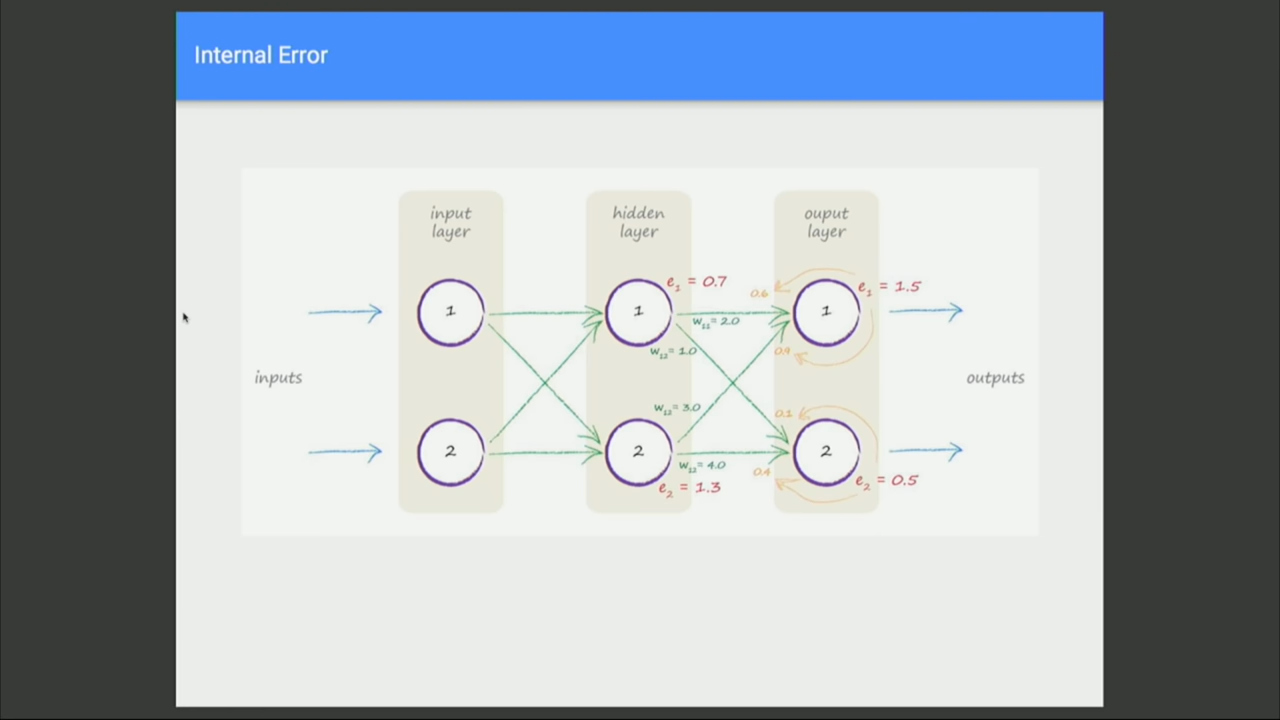 Internal Error
input
layer
hidden
layer
ouput
layer
e1 = 0.7
0.6
e1 = 1.5
1
1
1
w11= 2.0
w12= 1.0
0.9
inputs
outputs
w12= 3.0
0.1
2
2
2
w12= 4.0
0.4
e2 = 1.3
e2 = 0.5